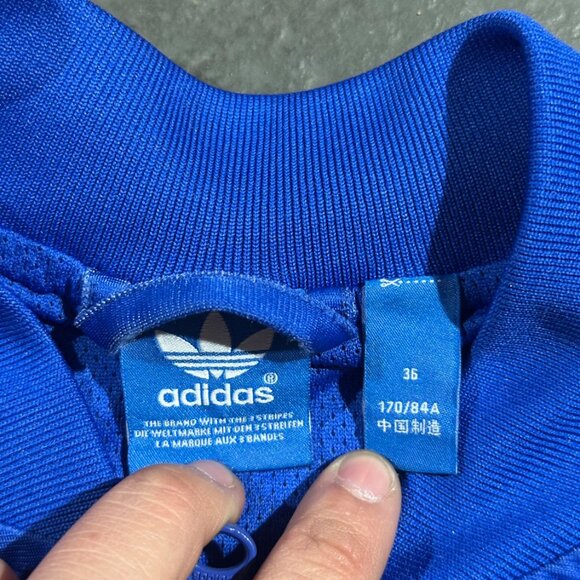 adidas®
THE BRAND WITH THE 3 STRIPES
DIE WELTMARKE MIT DEN 3 STREIFEN
LA MARQUE AUX 3 BANDES
36
170/84A
中国制造